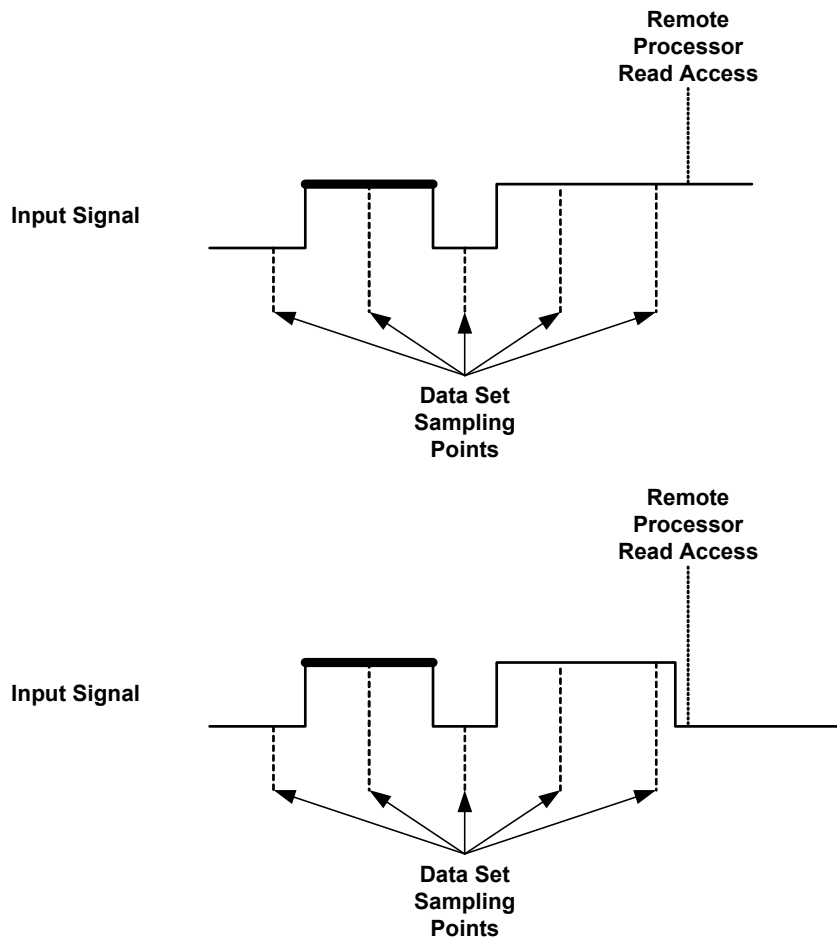 Remote
Processor
Read Access
Input Signal
Data Set
Sampling
Points
Remote
Processor
Read Access
Input Signal
Data Set
Sampling
Points